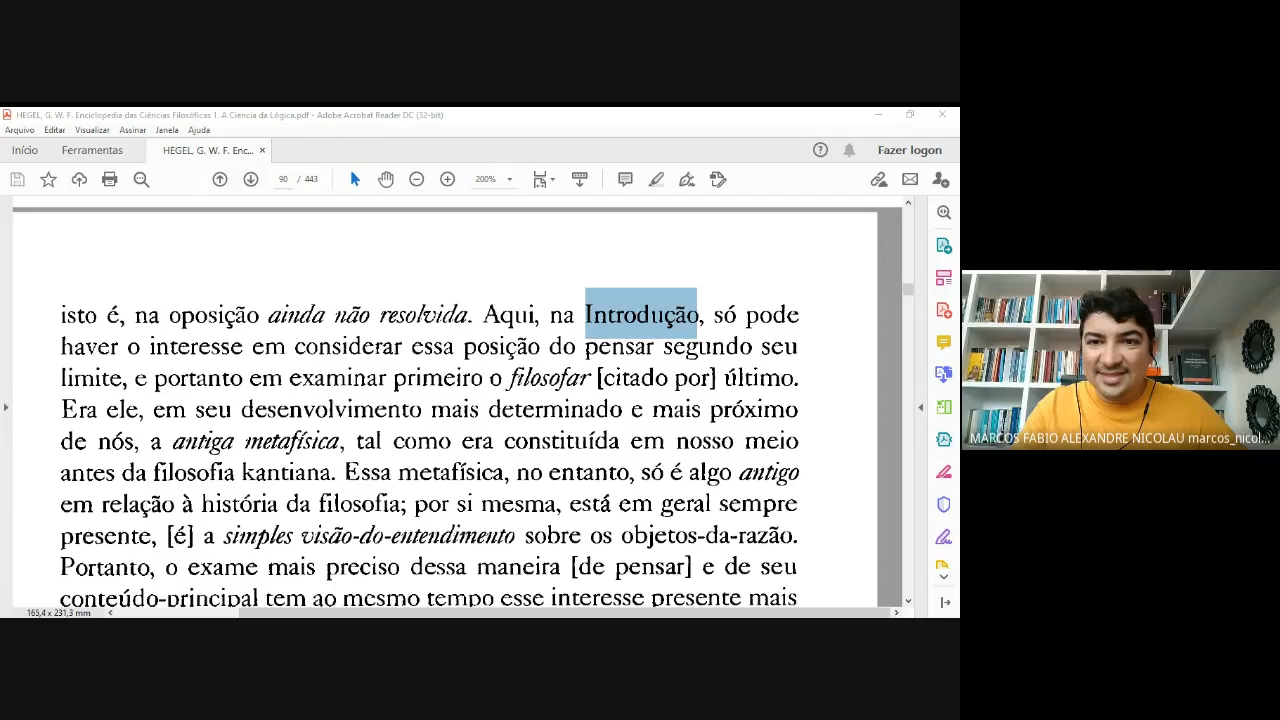 HEGEL, G. W. F. Enciclopedia das Ciências Filosóficas 1. A Ciencia da Lógica.pdf - Adobe Acrobat Reader DC (32-bit)
Arquivo Editar Visualizar Assinar Janela Ajuda
Início Ferramentas HEGEL, G. W. F. Enc... × Fazer logon
90 / 443 200%
isto é, na oposição ainda não resolvida. Aqui, na Introdução, só pode
haver o interesse em considerar essa posição do pensar segundo seu
limite, e portanto em examinar primeiro o filosofar [citado por] último.
Era ele, em seu desenvolvimento mais determinado e mais próximo
de nós, a antiga metafísica, tal como era constituída em nosso meio
antes da filosofia kantiana. Essa metafísica, no entanto, só é algo antigo
em relação à história da filosofia; por si mesma, está em geral sempre
presente, [é] a simples visão-do-entendimento sobre os objetos-da-razão.
Portanto, o exame mais preciso dessa maneira [de pensar] e de seu
conteúdo-principal tem ao mesmo tempo esse interesse presente mais
165,4 x 231,3 mm
MARCOS FABIO ALEXANDRE NICOLAU marcos_nicol...